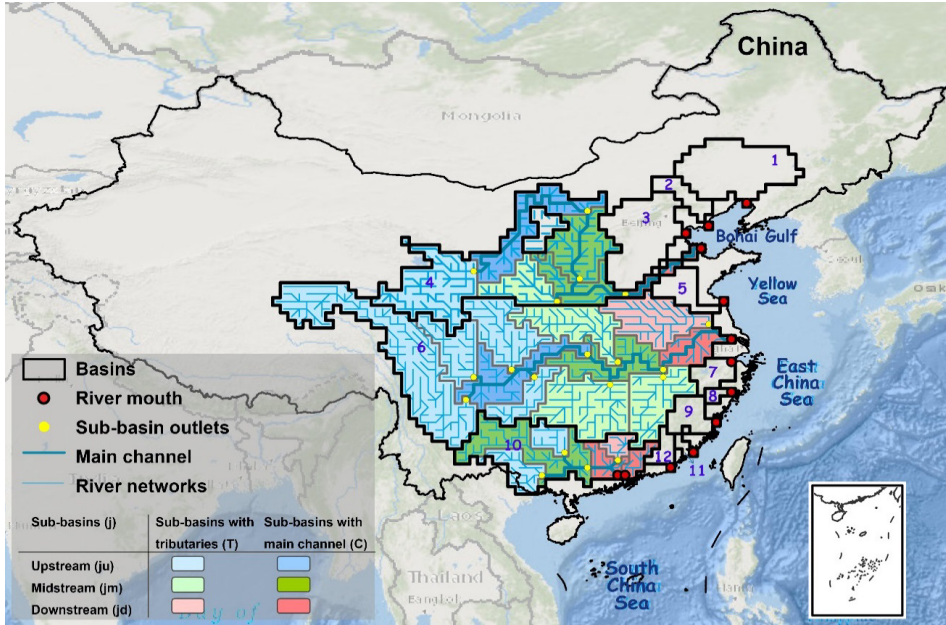 China
Mongolia
1
2
3
Beijing
Bohai Gulf
4
5
Yellow
Sea
6
7
East
China
Sea
8
9
10
11
12
Laos
Thailand
South
China
Sea
Basins
River mouth
Sub-basin outlets
Main channel
River networks
Sub-basins (j)
Sub-basins with
tributaries (T)
Sub-basins with
main channel (C)
Upstream (ju)
Midstream (jm)
Downstream (jd)
Bay of